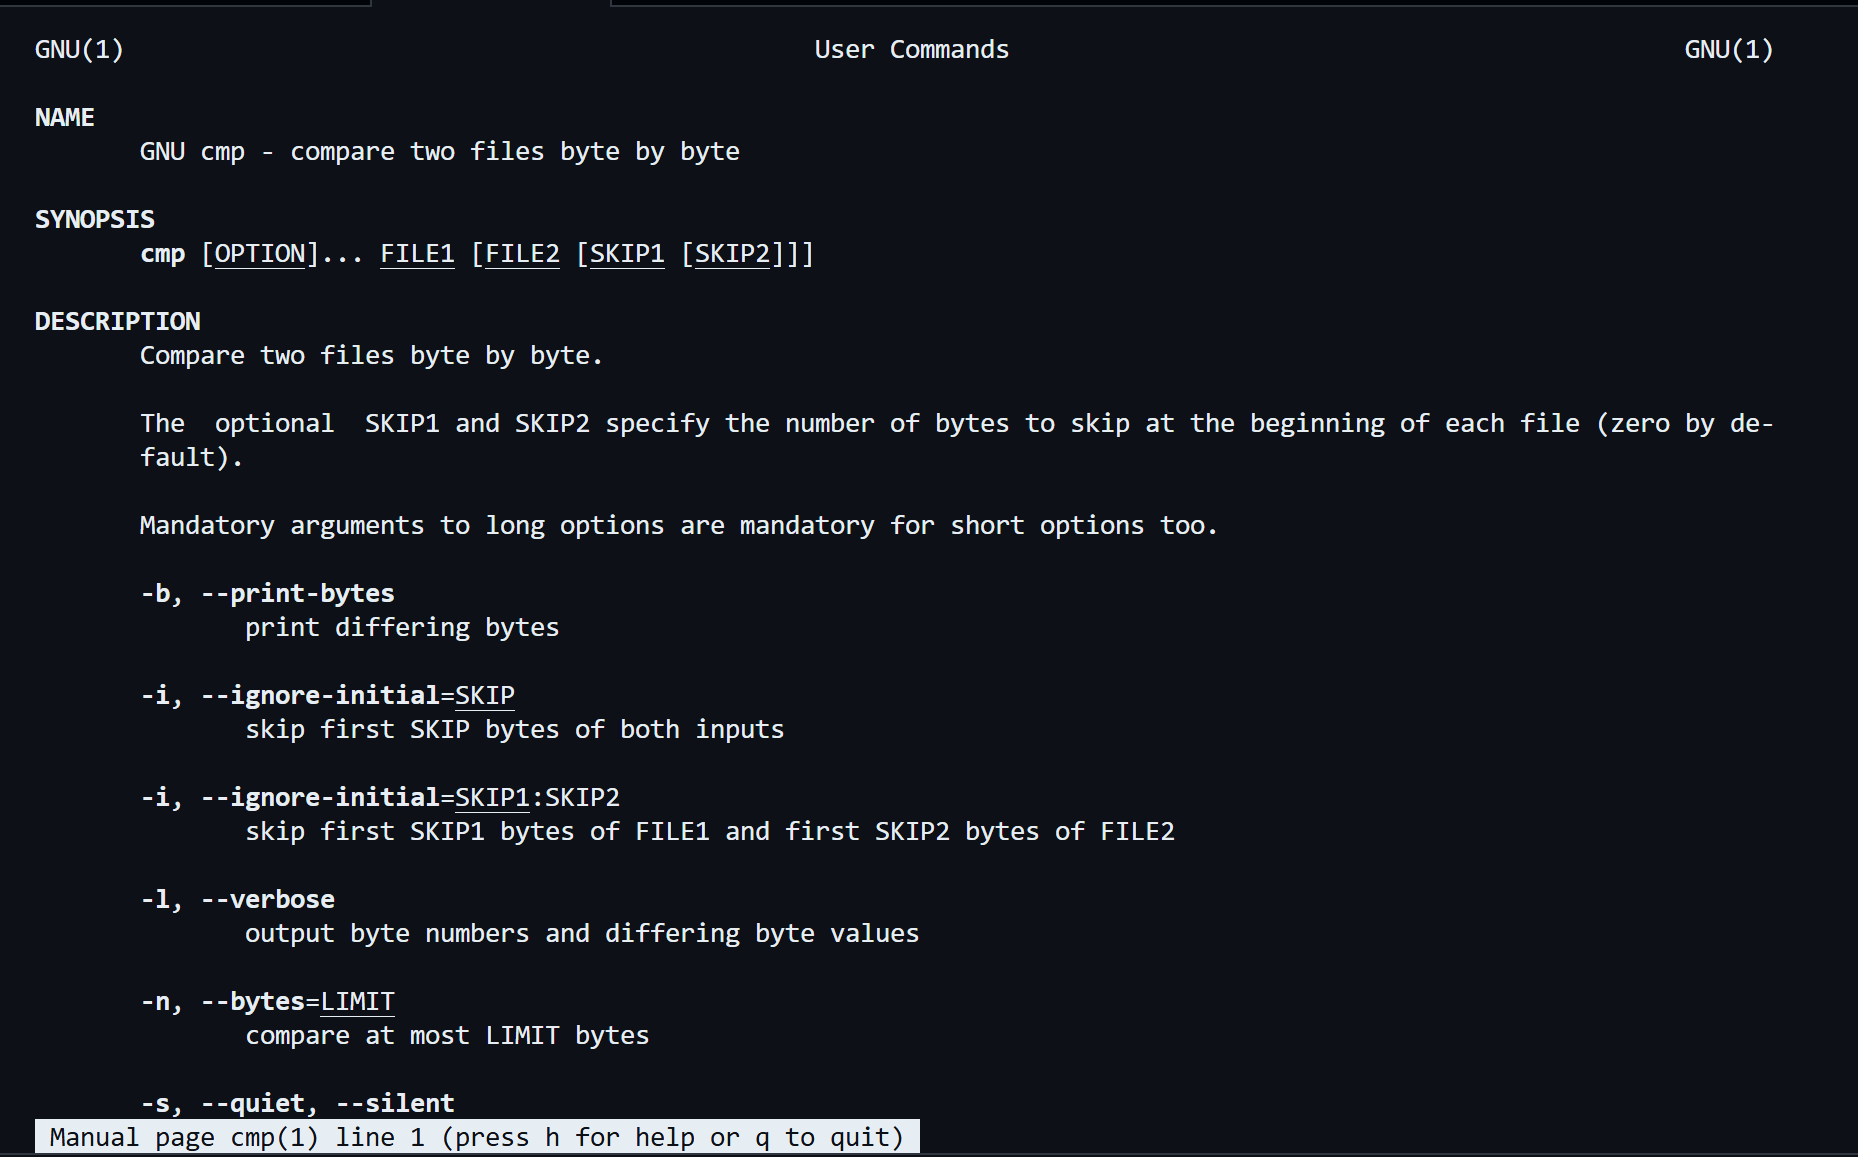 GNU(1) User Commands GNU(1)
NAME
GNU cmp - compare two files byte by byte
SYNOPSIS
cmp [OPTION]... FILE1 [FILE2 [SKIP1 [SKIP2]]]
DESCRIPTION
Compare two files byte by byte.
The  optional  SKIP1 and SKIP2 specify the number of bytes to skip at the beginning of each file (zero by de-
fault).
Mandatory arguments to long options are mandatory for short options too.
-b, --print-bytes
print differing bytes
-i, --ignore-initial=SKIP
skip first SKIP bytes of both inputs
-i, --ignore-initial=SKIP1:SKIP2
skip first SKIP1 bytes of FILE1 and first SKIP2 bytes of FILE2
-l, --verbose
output byte numbers and differing byte values
-n, --bytes=LIMIT
compare at most LIMIT bytes
-s, --quiet, --silent
Manual page cmp(1) line 1 (press h for help or q to quit)